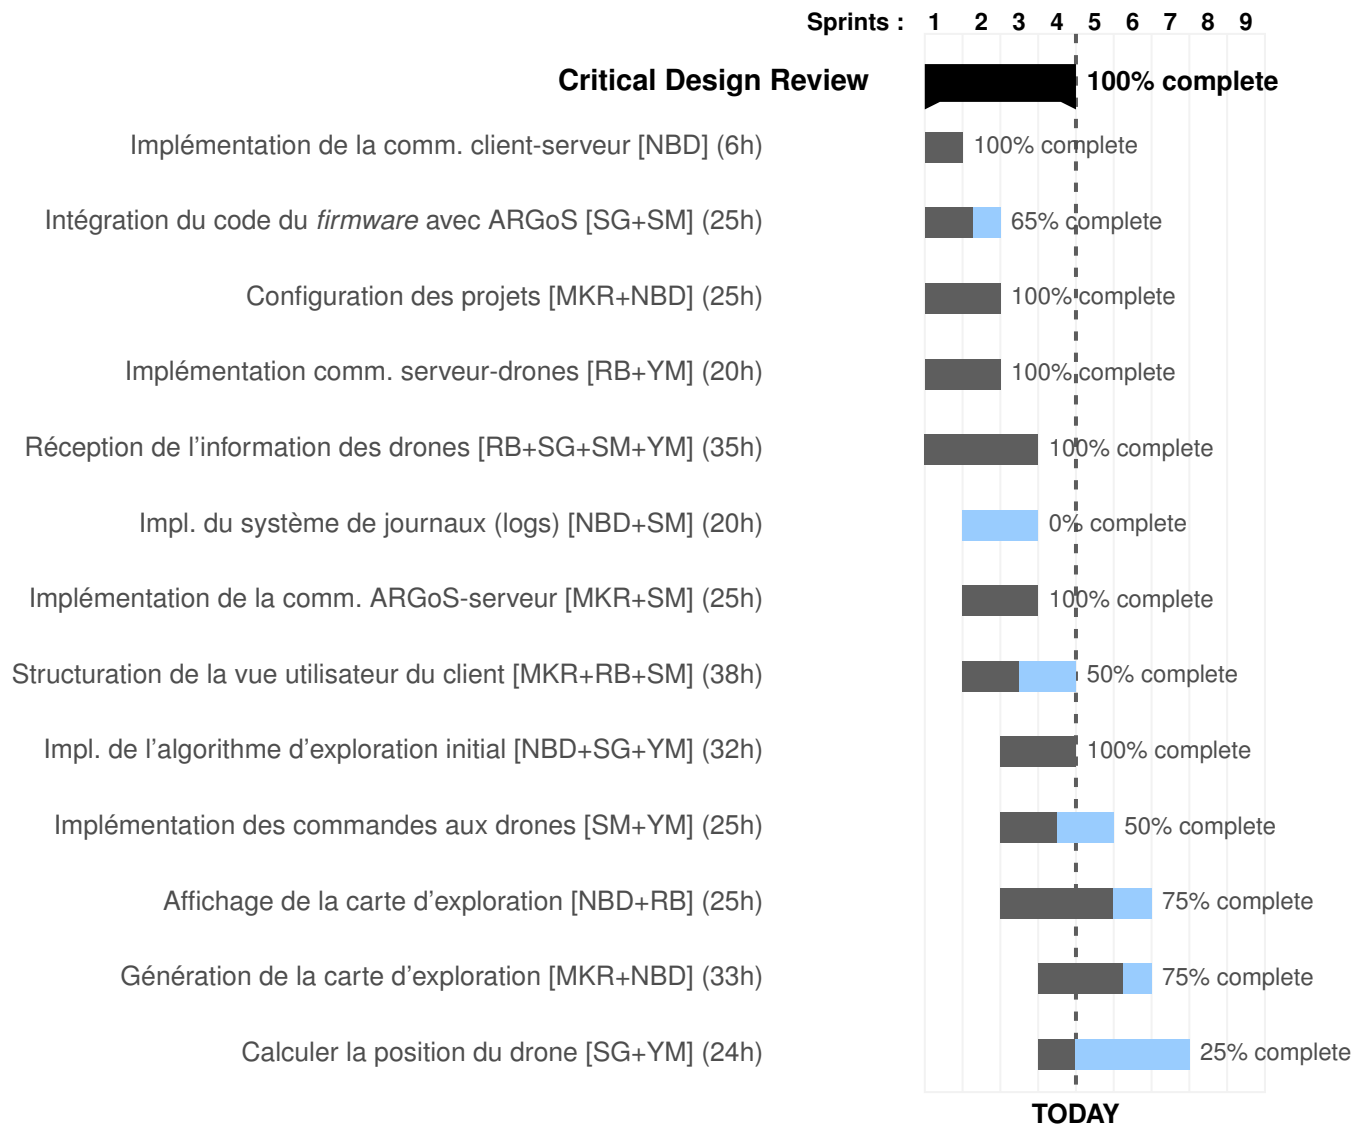 Sprints : 1 2 3 4 5 6 7 8 9
Critical Design Review 100% complete
Implémentation de la comm. client-serveur [NBD] (6h) 100% complete
Intégration du code du firmware avec ARGoS [SG+SM] (25h) 65% complete
Configuration des projets [MKR+NBD] (25h) 100% complete
Implémentation comm. serveur-drones [RB+YM] (20h) 100% complete
Réception de l’information des drones [RB+SG+SM+YM] (35h) 100% complete
Impl. du système de journaux (logs) [NBD+SM] (20h) 0% complete
Implémentation de la comm. ARGoS-serveur [MKR+SM] (25h) 100% complete
Structuration de la vue utilisateur du client [MKR+RB+SM] (38h) 50% complete
Impl. de l’algorithme d’exploration initial [NBD+SG+YM] (32h) 100% complete
Implémentation des commandes aux drones [SM+YM] (25h) 50% complete
Affichage de la carte d’exploration [NBD+RB] (25h) 75% complete
Génération de la carte d’exploration [MKR+NBD] (33h) 75% complete
Calculer la position du drone [SG+YM] (24h) 25% complete
TODAY